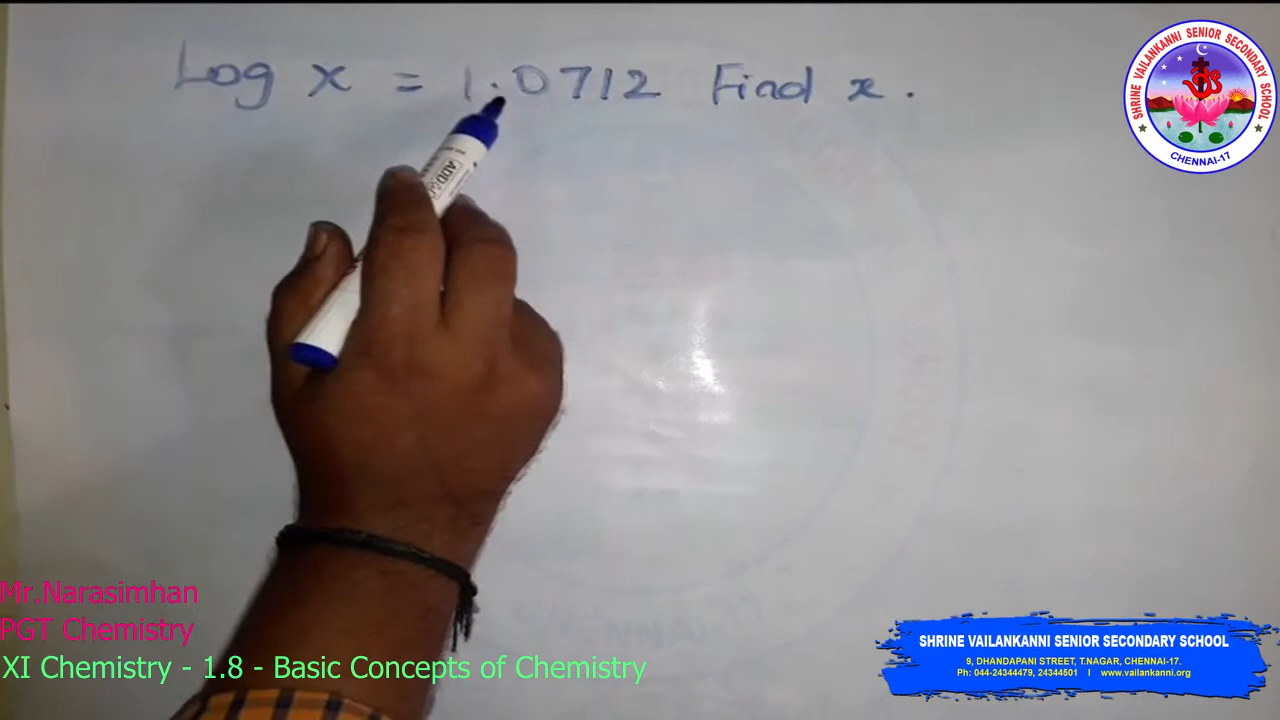 Log x = 1.0712 Find x.
SHRINE VAILANKANNI SENIOR SECONDARY SCHOOL
CHENNAI-17
Mr.Narasimhan
PGT Chemistry
XI Chemistry - 1.8 - Basic Concepts of Chemistry
SHRINE VAILANKANNI SENIOR SECONDARY SCHOOL
9, DHANDAPANI STREET, T.NAGAR, CHENNAI-17.
Ph: 044-24344479, 24344501 I www.vailankanni.org